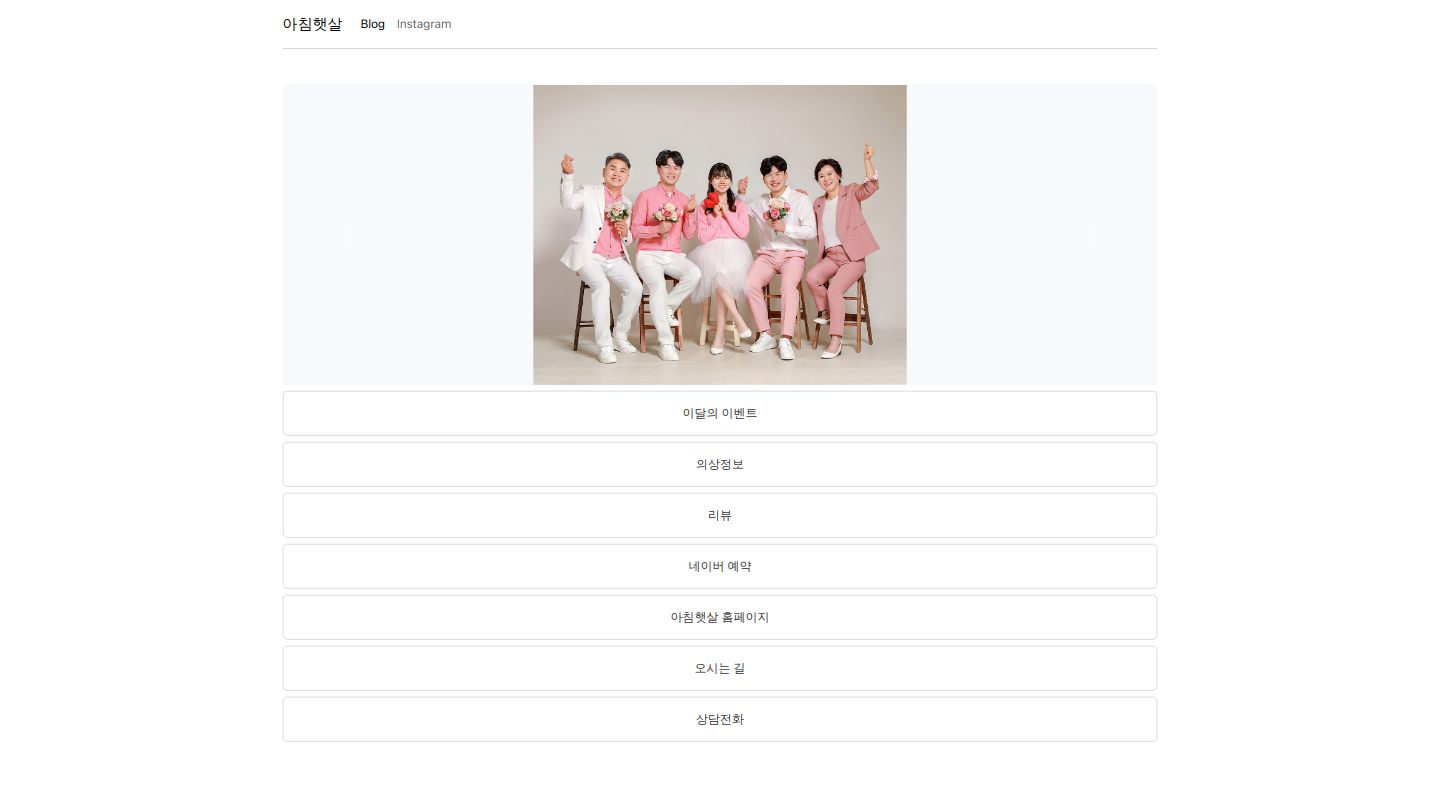 아침햇살 Blog Instagram
이달의 이벤트
의상정보
리뷰
네이버 예약
아침햇살 홈페이지
오시는 길
상담전화